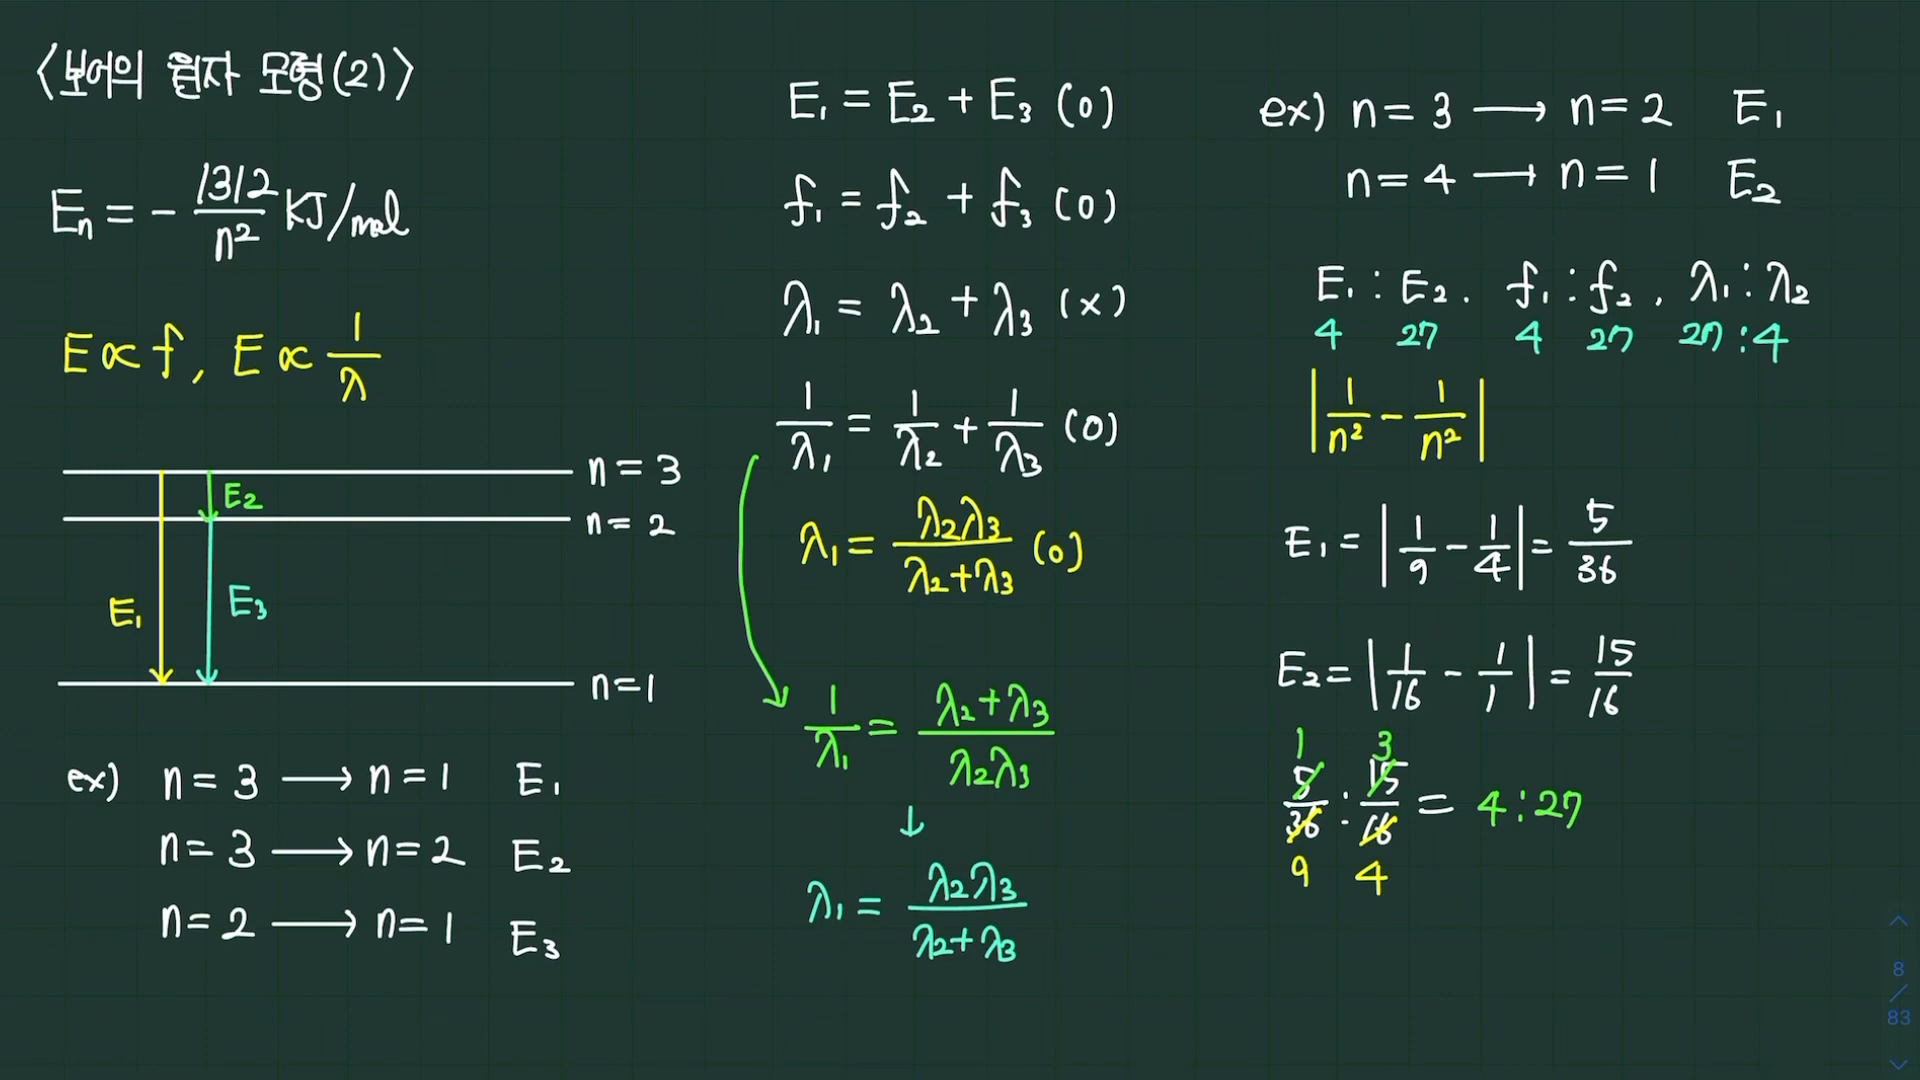 〈보어의 원자 모형(2)〉
En = - 1312/n² KJ/mol
E ∝ f, E ∝ 1/λ
n = 3
E₂
n = 2
E₁
E₃
n=1
ex) n = 3 → n = 1 E₁
n = 3 → n = 2 E₂
n = 2 → n = 1 E₃
E₁ = E₂ + E₃ (O)
f₁ = f₂ + f₃ (O)
λ₁ = λ₂ + λ₃ (X)
1/λ₁ = 1/λ₂ + 1/λ₃ (O)
λ₁ = λ₂λ₃/λ₂+λ₃ (O)
1/λ₁ = λ₂+λ₃/λ₂λ₃
↓
λ₁ = λ₂λ₃/λ₂+λ₃
ex) n = 3 → n = 2 E₁
n = 4 → n = 1 E₂
E₁ : E₂ . f₁ : f₂ , λ₁ : λ₂
4 27 4 27 27 : 4
|1/n² - 1/n²|
E₁ = |1/9 - 1/4| = 5/36
E₂ = |1/16 - 1/1| = 15/16
1 3
5/36 : 15/16 = 4 : 27
9 4
8
/
83